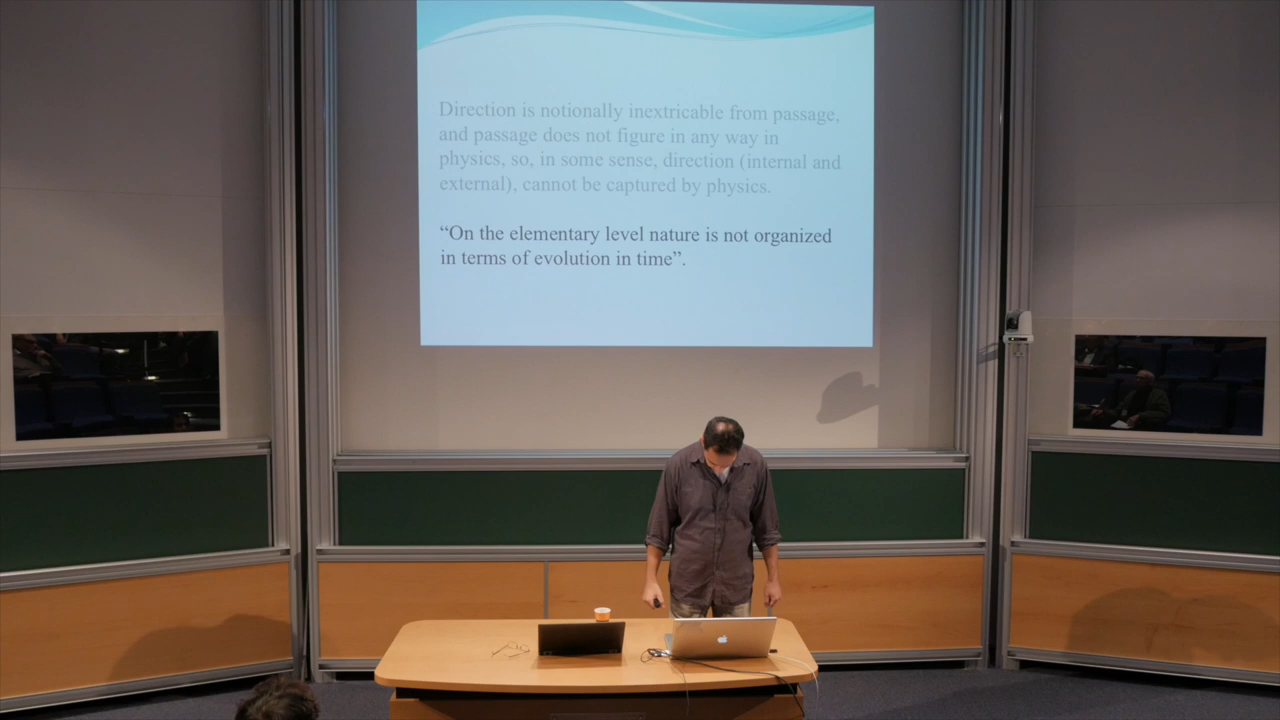 Direction is notionally inextricable from passage,
and passage does not figure in any way in
physics, so, in some sense, direction (internal and
external), cannot be captured by physics.
“On the elementary level nature is not organized
in terms of evolution in time”.